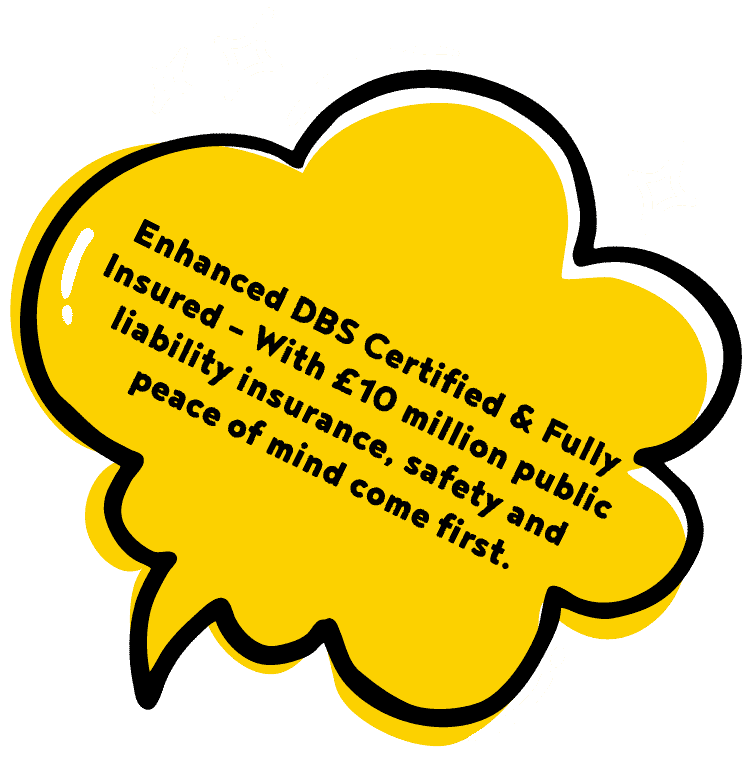 Enhanced DBS Certified & Fully
Insured – With £10 million public
liability insurance, safety and
peace of mind come first.